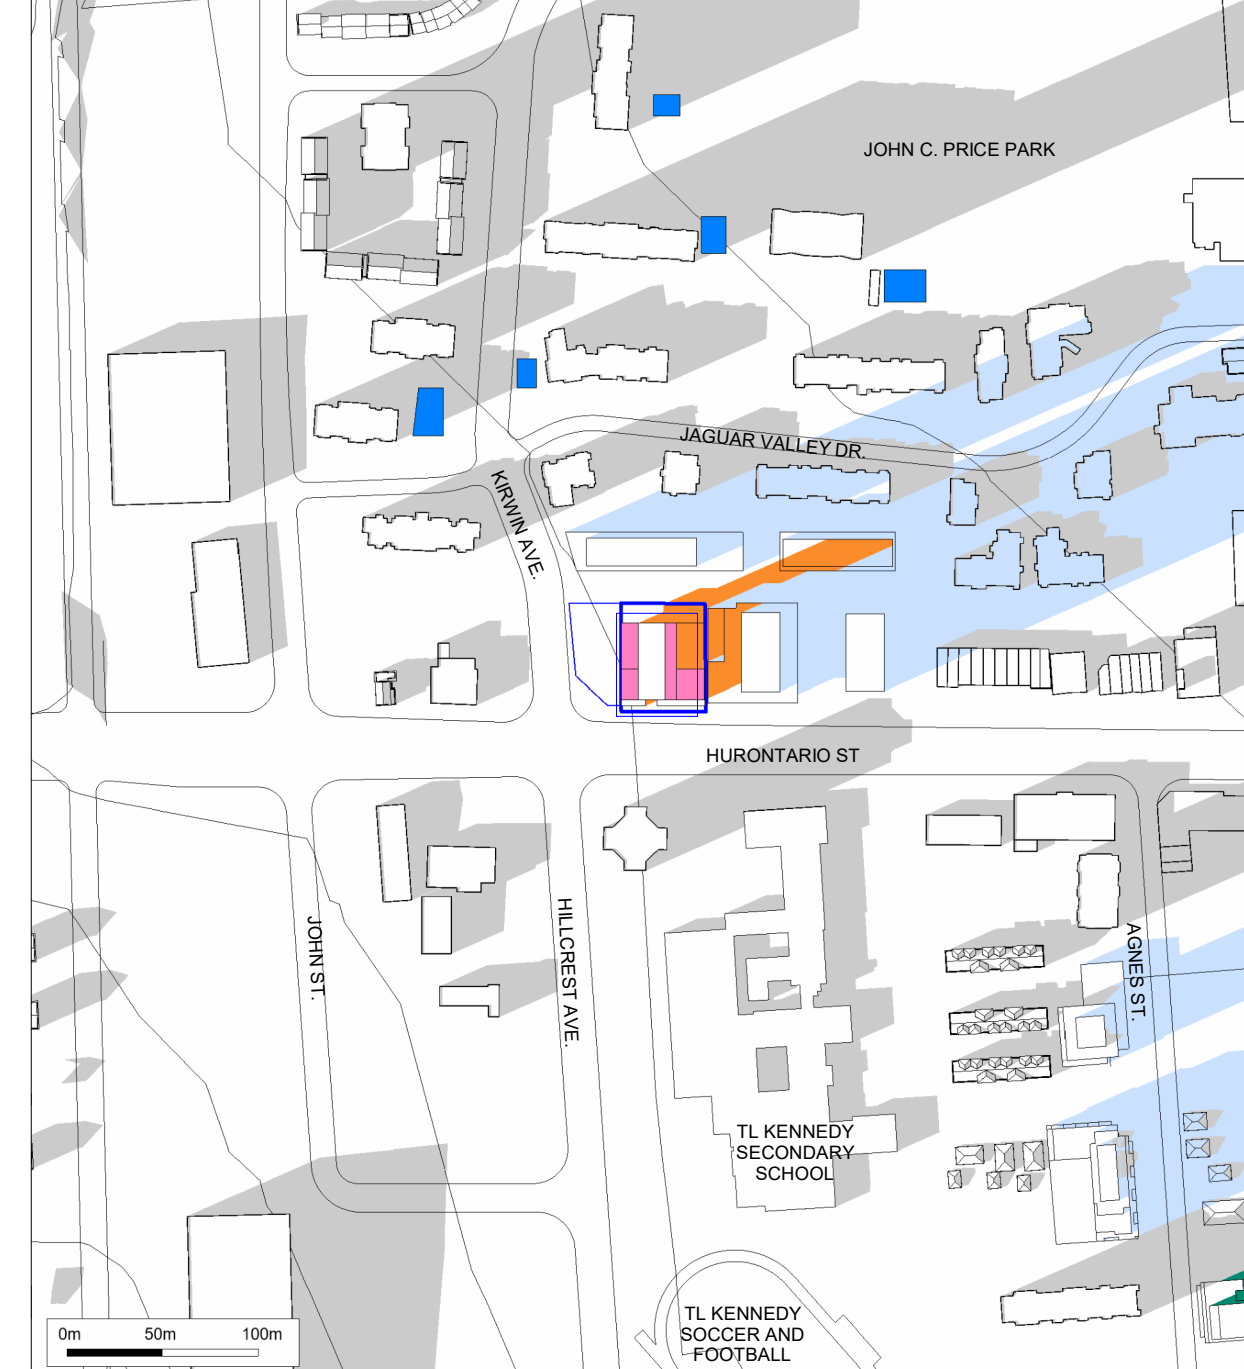 JOHN C. PRICE PARK
JAGUAR VALLEY DR.
KIRWIN AVE.
HURONTARIO ST
JOHN ST.
HILLCREST AVE.
AGNES ST.
TL KENNEDY
SECONDARY
SCHOOL
TL KENNEDY
SOCCER AND
FOOTBALL
0m 50m 100m